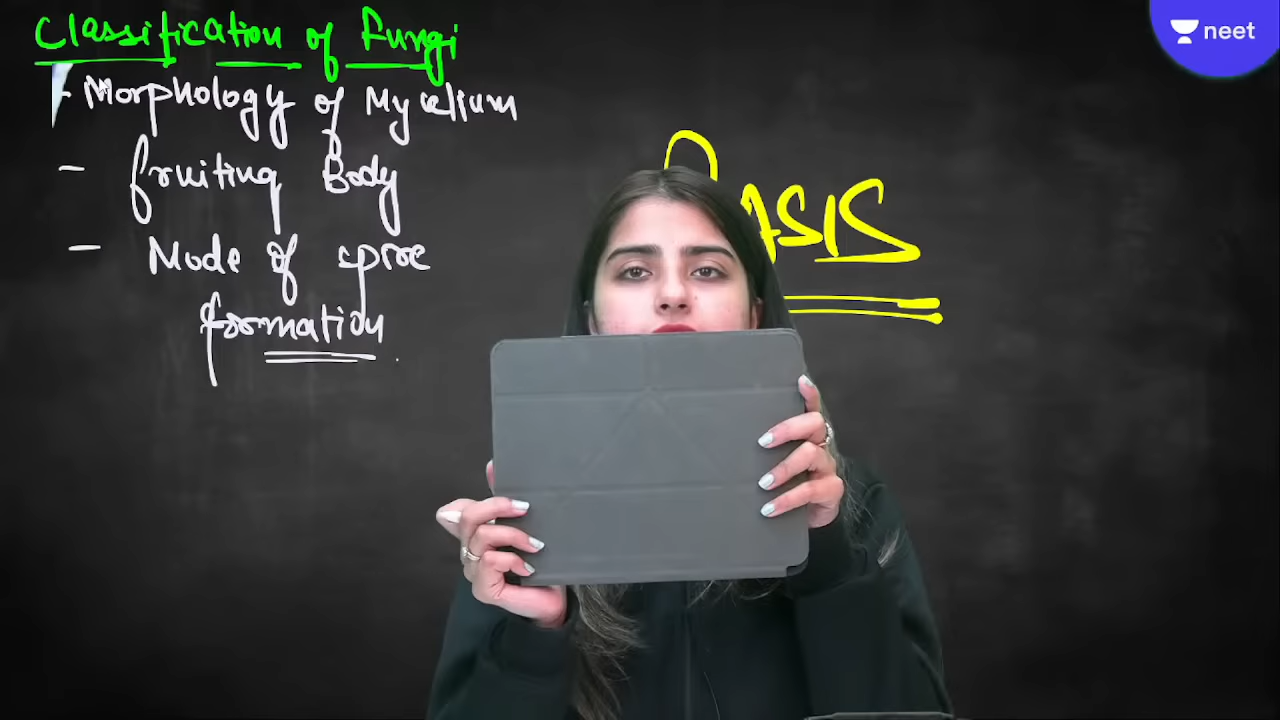 Classification of Fungi
- Morphology of Mycelium
- fruiting Body
- Mode of spore
formation
ASIS
neet